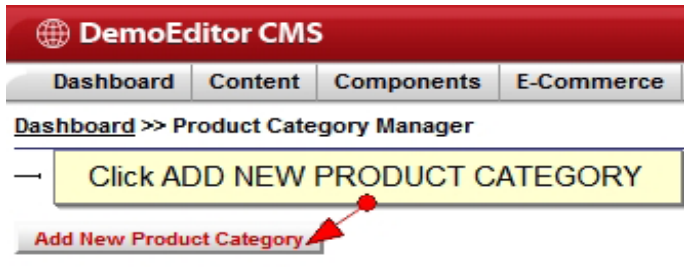 DemoEditor CMS
Dashboard Content Components E-Commerce
Dashboard >> Product Category Manager
Click ADD NEW PRODUCT CATEGORY
Add New Product Category